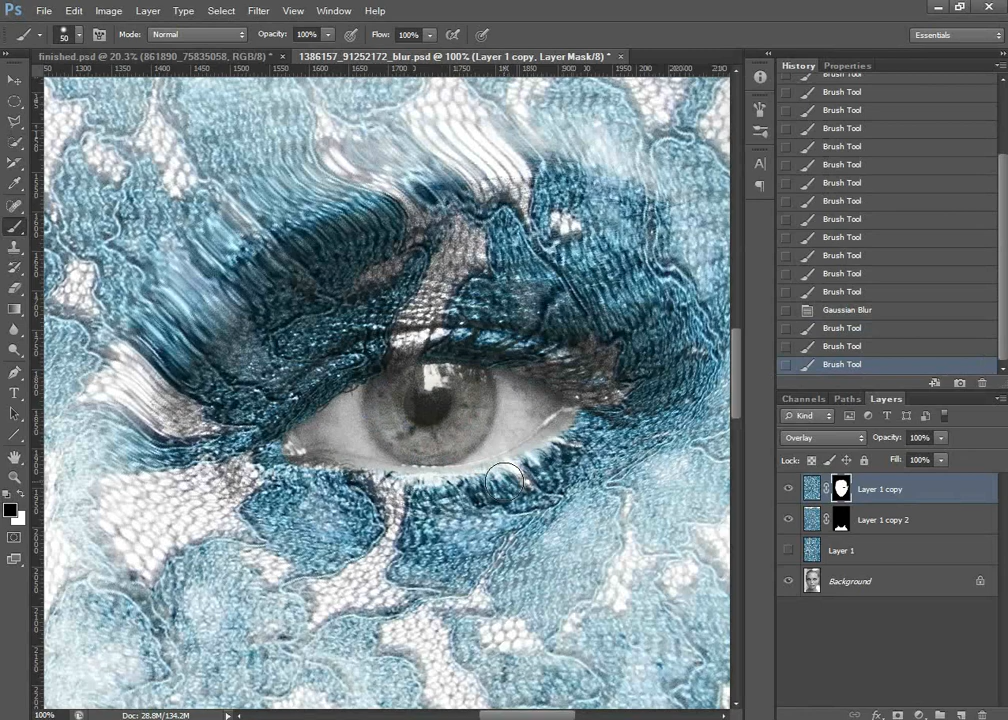 Ps File Edit Image Layer Type Select Filter View Window Help
50 Mode: Normal Opacity: 100% Flow: 100% Essentials
finished.psd @ 20.3% (861890_75835058, RGB/8) × 1386157_91252172_blur.psd @ 100% (Layer 1 copy, Layer Mask/8) * ×
History Properties
Brush Tool
Brush Tool
Brush Tool
Brush Tool
Brush Tool
Brush Tool
Brush Tool
Brush Tool
Brush Tool
Brush Tool
Brush Tool
Brush Tool
Brush Tool
Gaussian Blur
Brush Tool
Brush Tool
Brush Tool
Channels Paths Layers
Kind
Overlay Opacity: 100%
Lock: Fill: 100%
Layer 1 copy
Layer 1 copy 2
Layer 1
Background
100% Doc: 28.8M/134.2M